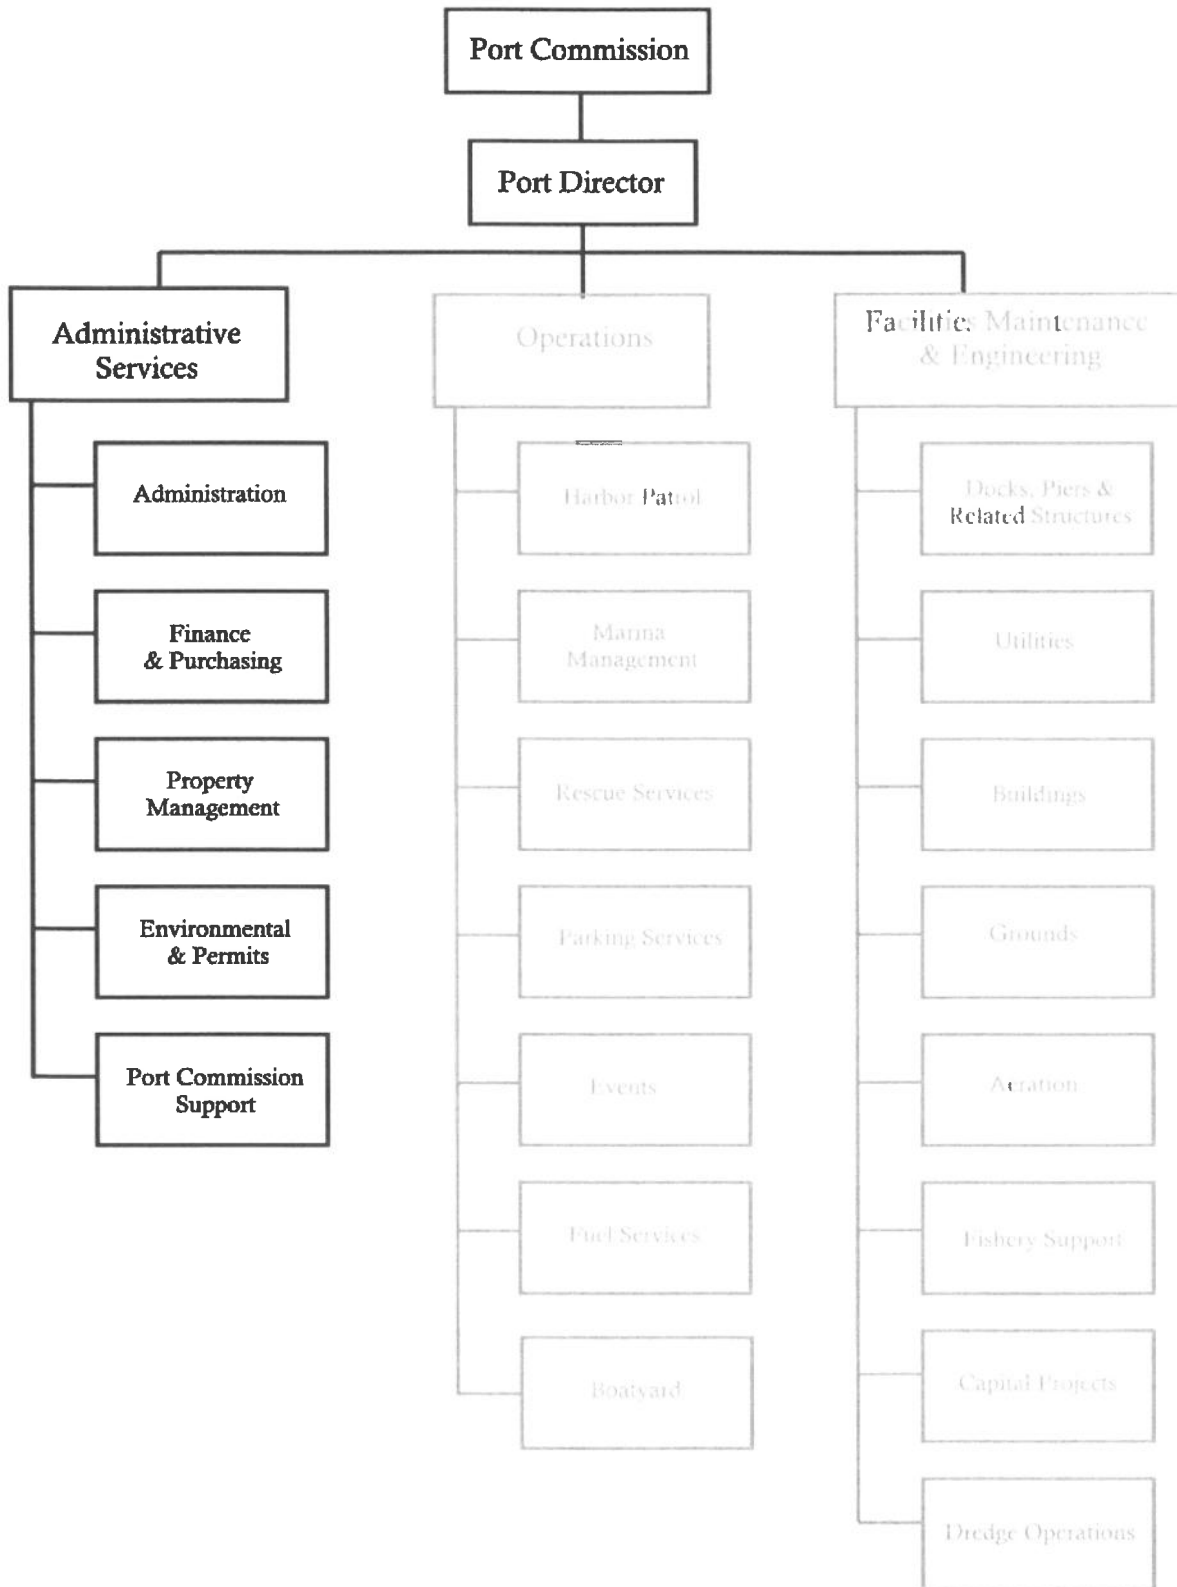 Port Commission
Port Director
Administrative
Services
Administration
Finance
& Purchasing
Property
Management
Environmental
& Permits
Port Commission
Support
Operations
Harbor Patrol
Marina
Management
Rescue Services
Parking Services
Events
Fuel Services
Boatyard
Facilities Maintenance
& Engineering
Docks, Piers &
Related Structures
Utilities
Buildings
Grounds
Aeration
Fishery Support
Capital Projects
Dredge Operations